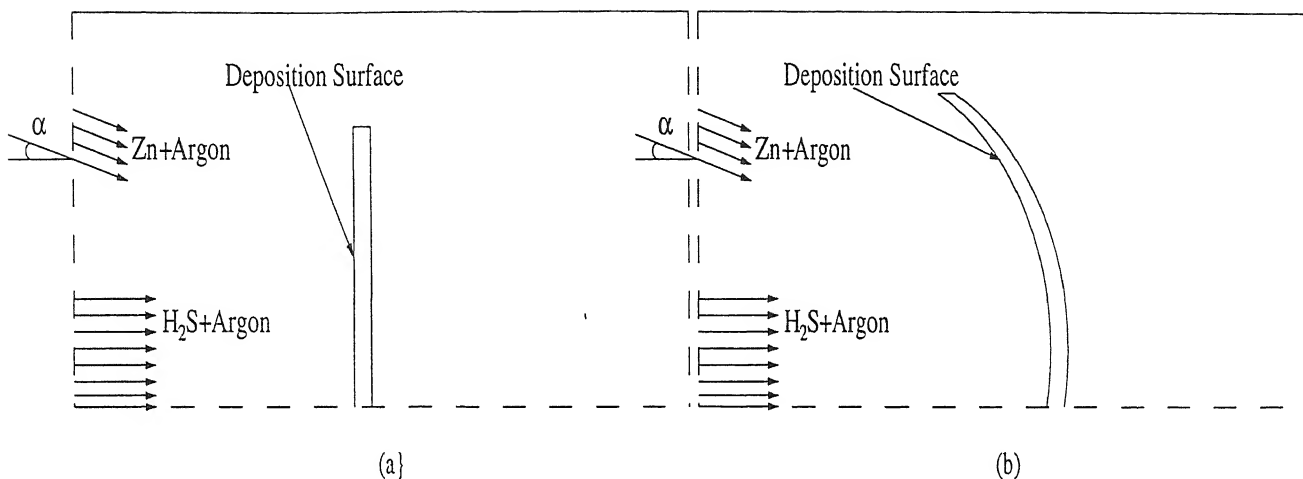 Deposition Surface
α
Zn+Argon
H₂S+Argon
(a}
Deposition Surface
α
Zn+Argon
H₂S+Argon
(b)